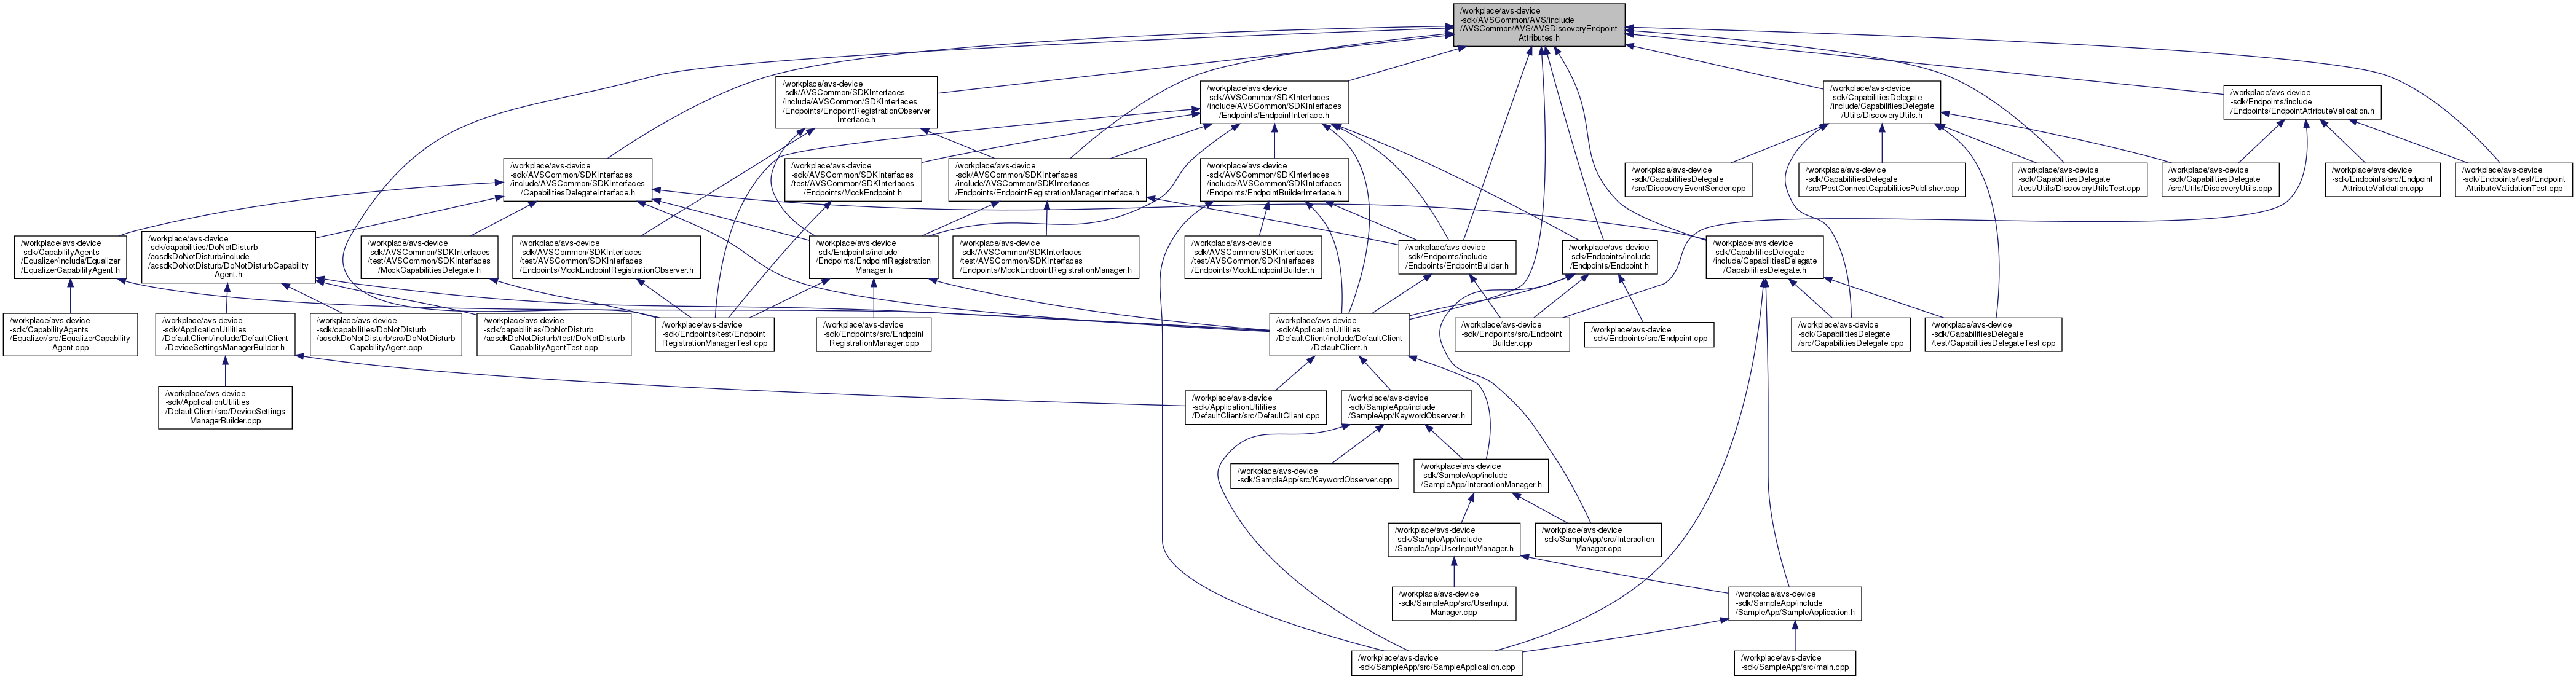 /workplace/avs-device
-sdk/AVSCommon/AVS/include
/AVSCommon/AVS/AVSDiscoveryEndpoint
Attributes.h
/workplace/avs-device
-sdk/AVSCommon/SDKInterfaces
/include/AVSCommon/SDKInterfaces
/Endpoints/EndpointRegistrationObserver
Interface.h
/workplace/avs-device
-sdk/AVSCommon/SDKInterfaces
/include/AVSCommon/SDKInterfaces
/Endpoints/EndpointInterface.h
/workplace/avs-device
-sdk/CapabilitiesDelegate
/include/CapabilitiesDelegate
/Utils/DiscoveryUtils.h
/workplace/avs-device
-sdk/Endpoints/include
/Endpoints/EndpointAttributeValidation.h
/workplace/avs-device
-sdk/AVSCommon/SDKInterfaces
/include/AVSCommon/SDKInterfaces
/CapabilitiesDelegateInterface.h
/workplace/avs-device
-sdk/AVSCommon/SDKInterfaces
/test/AVSCommon/SDKInterfaces
/Endpoints/MockEndpoint.h
/workplace/avs-device
-sdk/AVSCommon/SDKInterfaces
/include/AVSCommon/SDKInterfaces
/Endpoints/EndpointRegistrationManagerInterface.h
/workplace/avs-device
-sdk/AVSCommon/SDKInterfaces
/include/AVSCommon/SDKInterfaces
/Endpoints/EndpointBuilderInterface.h
/workplace/avs-device
-sdk/CapabilitiesDelegate
/src/DiscoveryEventSender.cpp
/workplace/avs-device
-sdk/CapabilitiesDelegate
/src/PostConnectCapabilitiesPublisher.cpp
/workplace/avs-device
-sdk/CapabilitiesDelegate
/test/Utils/DiscoveryUtilsTest.cpp
/workplace/avs-device
-sdk/CapabilitiesDelegate
/src/Utils/DiscoveryUtils.cpp
/workplace/avs-device
-sdk/Endpoints/src/Endpoint
AttributeValidation.cpp
/workplace/avs-device
-sdk/Endpoints/test/Endpoint
AttributeValidationTest.cpp
/workplace/avs-device
-sdk/CapabilityAgents
/Equalizer/include/Equalizer
/EqualizerCapabilityAgent.h
/workplace/avs-device
-sdk/capabilities/DoNotDisturb
/acsdkDoNotDisturb/include
/acsdkDoNotDisturb/DoNotDisturbCapability
Agent.h
/workplace/avs-device
-sdk/AVSCommon/SDKInterfaces
/test/AVSCommon/SDKInterfaces
/MockCapabilitiesDelegate.h
/workplace/avs-device
-sdk/AVSCommon/SDKInterfaces
/test/AVSCommon/SDKInterfaces
/Endpoints/MockEndpointRegistrationObserver.h
/workplace/avs-device
-sdk/Endpoints/include
/Endpoints/EndpointRegistration
Manager.h
/workplace/avs-device
-sdk/AVSCommon/SDKInterfaces
/test/AVSCommon/SDKInterfaces
/Endpoints/MockEndpointRegistrationManager.h
/workplace/avs-device
-sdk/AVSCommon/SDKInterfaces
/test/AVSCommon/SDKInterfaces
/Endpoints/MockEndpointBuilder.h
/workplace/avs-device
-sdk/Endpoints/include
/Endpoints/EndpointBuilder.h
/workplace/avs-device
-sdk/Endpoints/include
/Endpoints/Endpoint.h
/workplace/avs-device
-sdk/CapabilitiesDelegate
/include/CapabilitiesDelegate
/CapabilitiesDelegate.h
/workplace/avs-device
-sdk/CapabilityAgents
/Equalizer/src/EqualizerCapability
Agent.cpp
/workplace/avs-device
-sdk/ApplicationUtilities
/DefaultClient/include/DefaultClient
/DeviceSettingsManagerBuilder.h
/workplace/avs-device
-sdk/capabilities/DoNotDisturb
/acsdkDoNotDisturb/src/DoNotDisturb
CapabilityAgent.cpp
/workplace/avs-device
-sdk/capabilities/DoNotDisturb
/acsdkDoNotDisturb/test/DoNotDisturb
CapabilityAgentTest.cpp
/workplace/avs-device
-sdk/Endpoints/test/Endpoint
RegistrationManagerTest.cpp
/workplace/avs-device
-sdk/Endpoints/src/Endpoint
RegistrationManager.cpp
/workplace/avs-device
-sdk/ApplicationUtilities
/DefaultClient/include/DefaultClient
/DefaultClient.h
/workplace/avs-device
-sdk/Endpoints/src/Endpoint
Builder.cpp
/workplace/avs-device
-sdk/Endpoints/src/Endpoint.cpp
/workplace/avs-device
-sdk/CapabilitiesDelegate
/src/CapabilitiesDelegate.cpp
/workplace/avs-device
-sdk/CapabilitiesDelegate
/test/CapabilitiesDelegateTest.cpp
/workplace/avs-device
-sdk/ApplicationUtilities
/DefaultClient/src/DeviceSettings
ManagerBuilder.cpp
/workplace/avs-device
-sdk/ApplicationUtilities
/DefaultClient/src/DefaultClient.cpp
/workplace/avs-device
-sdk/SampleApp/include
/SampleApp/KeywordObserver.h
/workplace/avs-device
-sdk/SampleApp/src/KeywordObserver.cpp
/workplace/avs-device
-sdk/SampleApp/include
/SampleApp/InteractionManager.h
/workplace/avs-device
-sdk/SampleApp/include
/SampleApp/UserInputManager.h
/workplace/avs-device
-sdk/SampleApp/src/Interaction
Manager.cpp
/workplace/avs-device
-sdk/SampleApp/src/UserInput
Manager.cpp
/workplace/avs-device
-sdk/SampleApp/include
/SampleApp/SampleApplication.h
/workplace/avs-device
-sdk/SampleApp/src/SampleApplication.cpp
/workplace/avs-device
-sdk/SampleApp/src/main.cpp